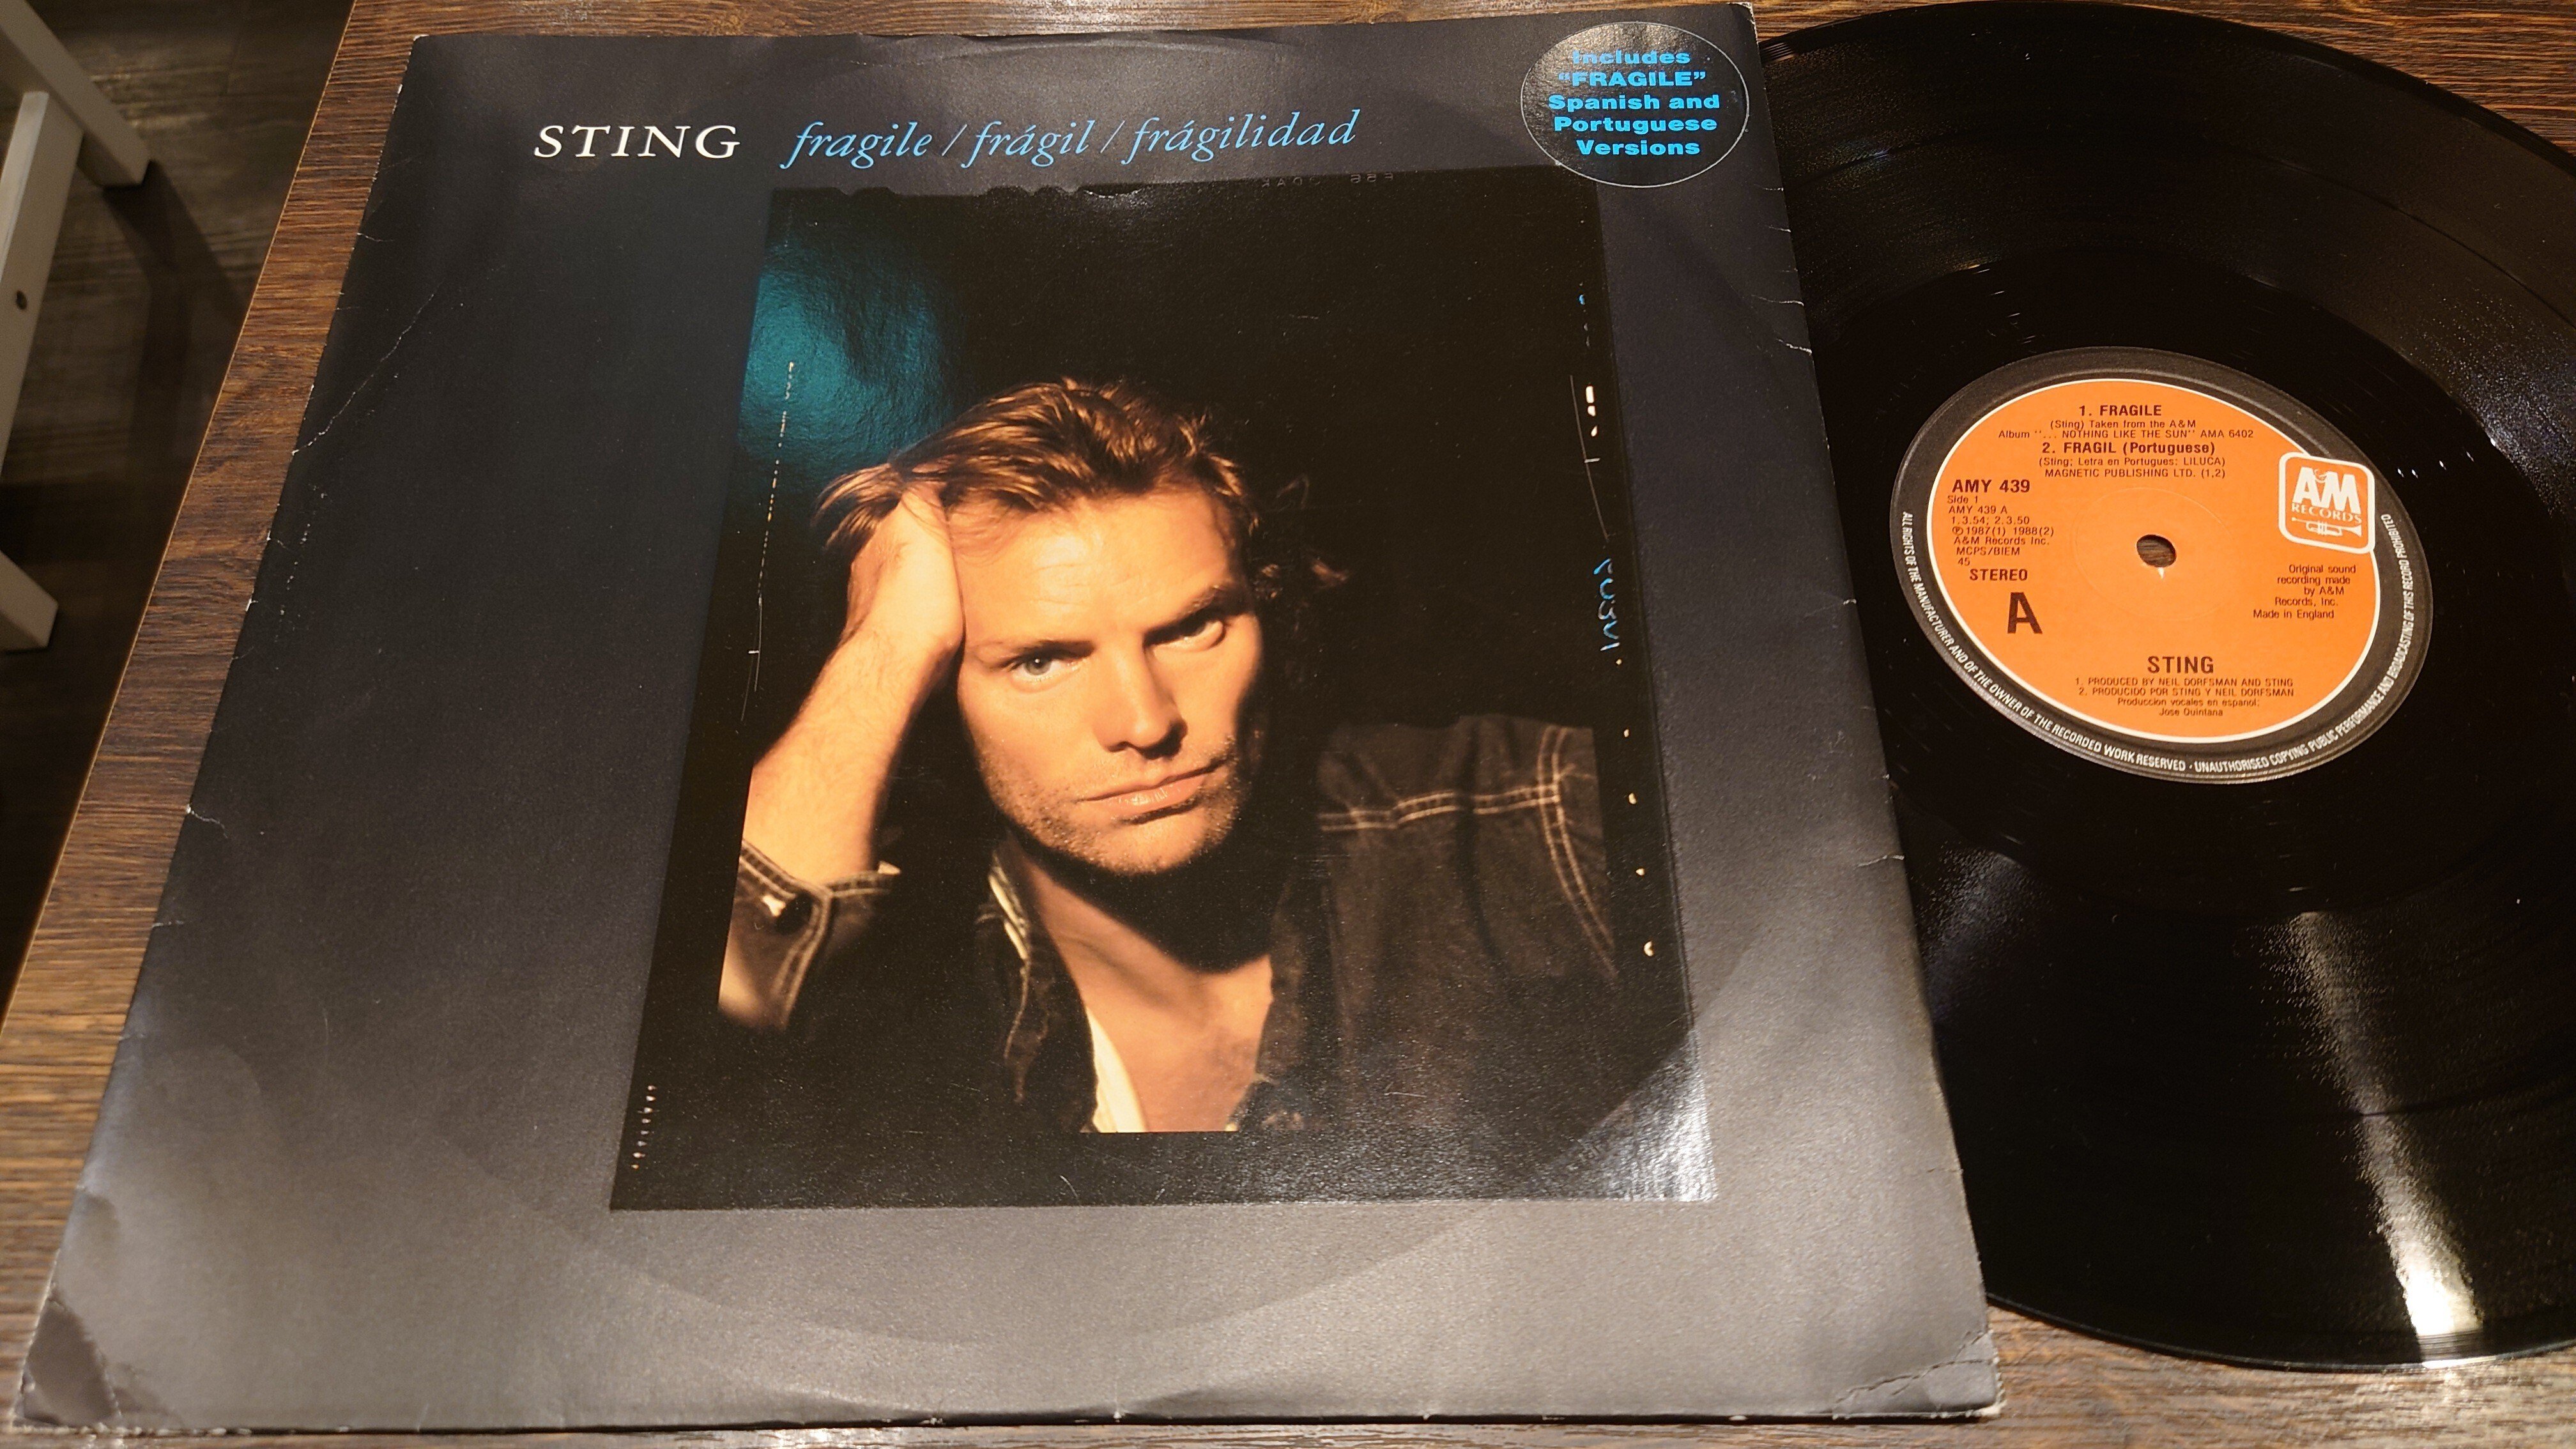 STING fragile / frágil / frágilidad
Includes
"FRAGILE"
Spanish and
Portuguese
Versions
1. FRAGILE
(Sting) Taken from the A&M
Album "... NOTHING LIKE THE SUN" AMA 6402
2. FRAGIL (Portuguese)
(Sting; Letra en Portugues: LILUCA)
MAGNETIC PUBLISHING LTD. (1,2)
AMY 439
Side 1
AMY 439 A
1.3.54; 2.3.50
℗1987(1) 1988(2)
A&M Records Inc.
MCPS/BIEM
45
STEREO
A
A&M
RECORDS
Original sound
recording made
by A&M
Records, Inc.
Made in England
STING
1. PRODUCED BY NEIL DORFSMAN AND STING
2. PRODUCIDO POR STING Y NEIL DORFSMAN
Produccion vocales en espanol:
Jose Quintana
ALL RIGHTS OF THE MANUFACTURER AND OF THE OWNER OF THE RECORDED WORK RESERVED · UNAUTHORISED COPYING PUBLIC PERFORMANCE AND BROADCASTING OF THIS RECORD PROHIBITED